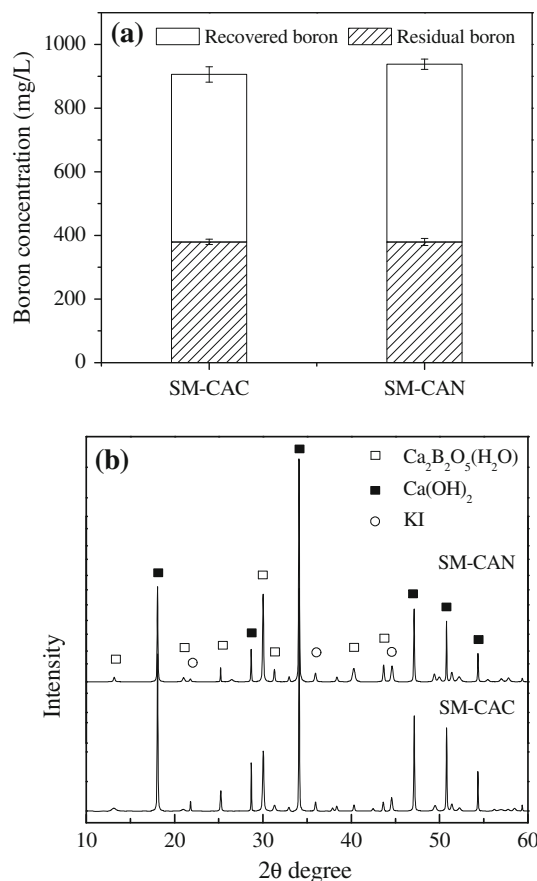 (a)
Recovered boron
Residual boron
Boron concentration (mg/L)
1000
800
600
400
200
0
SM-CAC
SM-CAN
(b)
Ca₂B₂O₅(H₂O)
Ca(OH)₂
KI
SM-CAN
SM-CAC
Intensity
10
20
30
40
50
60
2θ degree